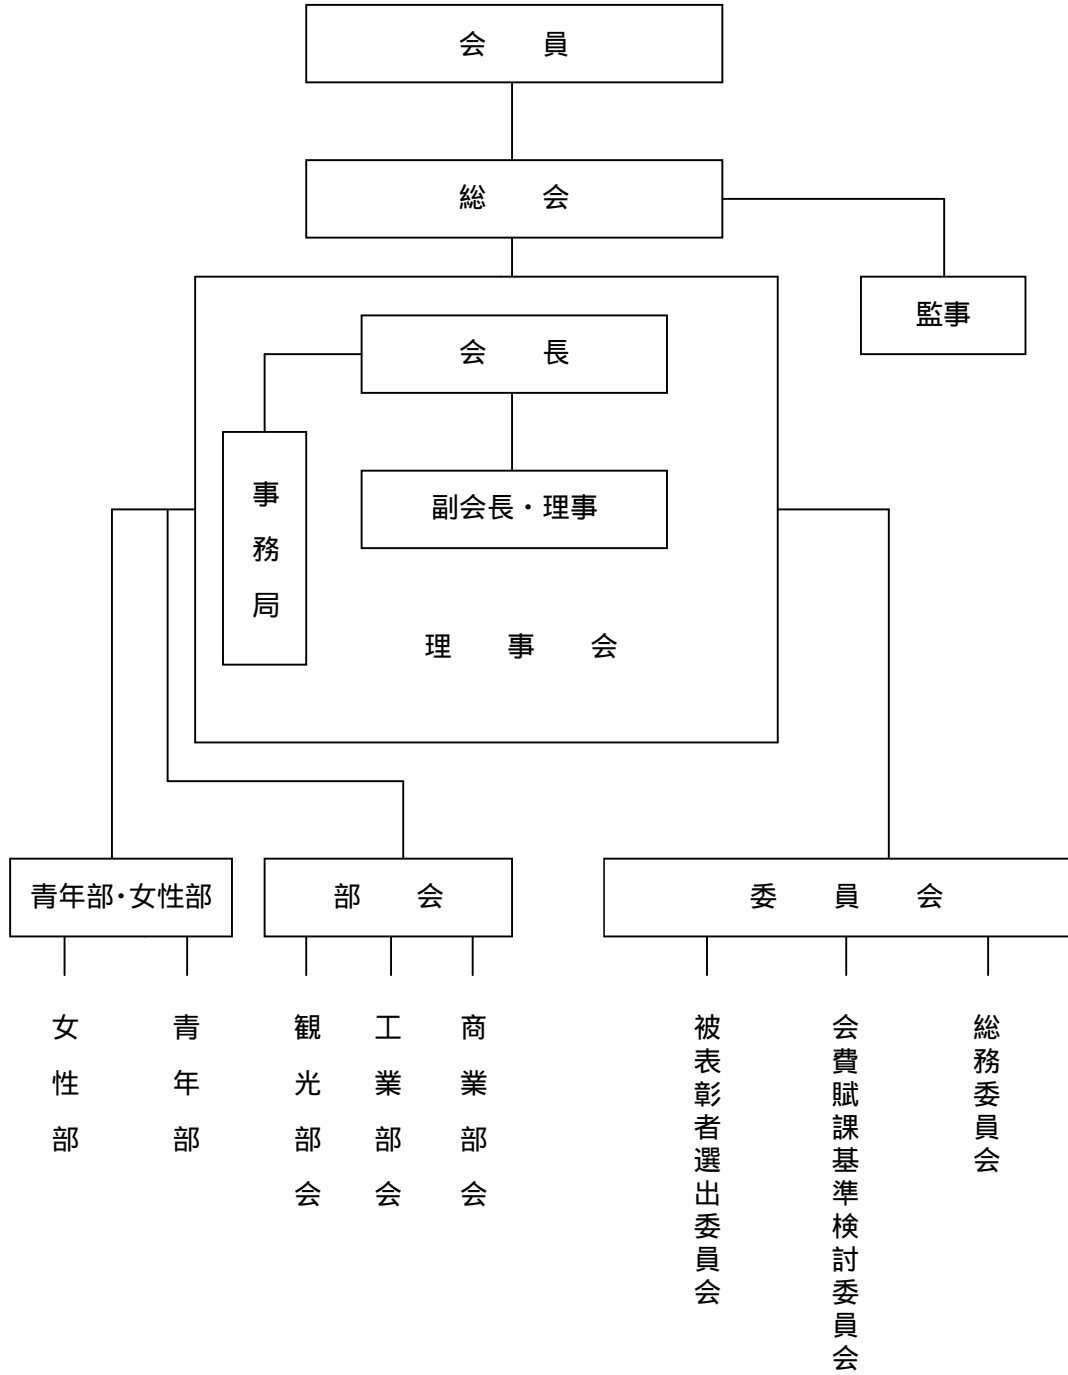 会　員
総　会
監事
会　長
事務局
副会長・理事
理　事　会
青年部・女性部
部　会
委　員　会
女性部
青年部
観光部会
工業部会
商業部会
被表彰者選出委員会
会費賦課基準検討委員会
総務委員会